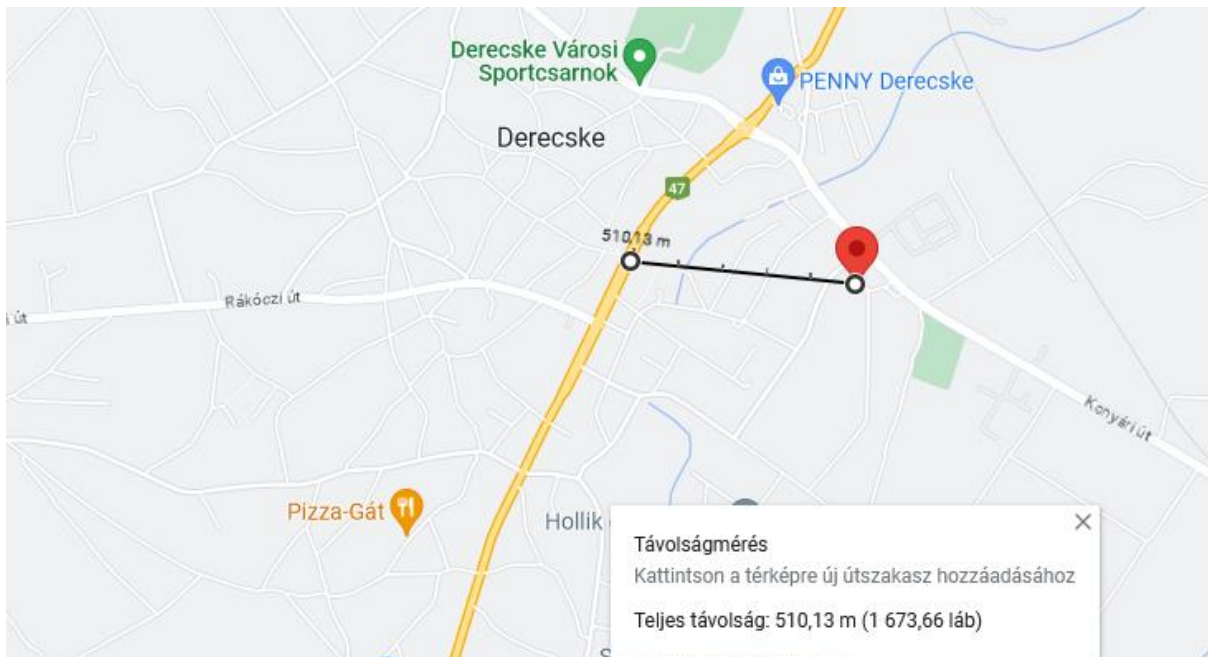 Derecske Városi
Sportcsarnok
PENNY Derecske
Derecske
47
510,13 m
Rákóczi út
i út
Konyári út
Pizza-Gát
Hollik
Távolságmérés
Kattintson a térképre új útszakasz hozzáadásához
Teljes távolság: 510,13 m (1 673,66 láb)